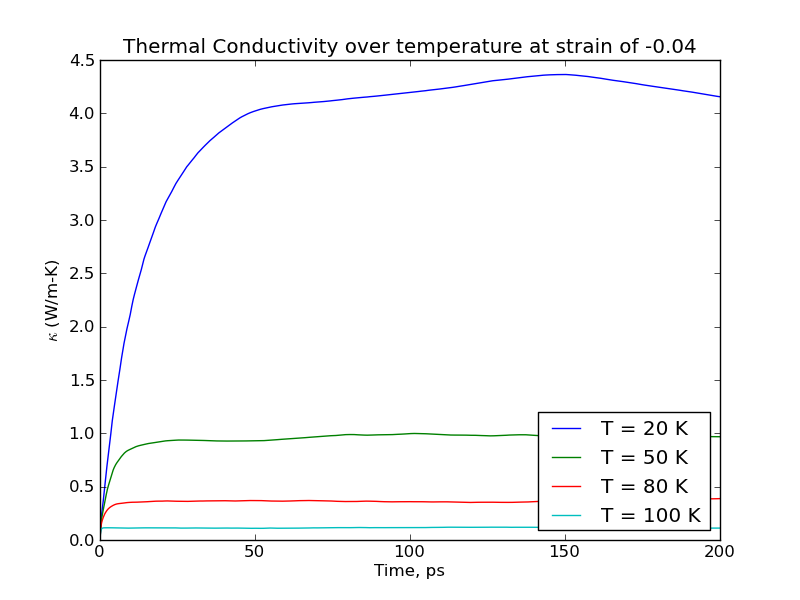 Thermal Conductivity over temperature at strain of -0.04
κ (W/m-K)
4.5
4.0
3.5
3.0
2.5
2.0
1.5
1.0
0.5
0.0
T = 20 K
T = 50 K
T = 80 K
T = 100 K
0 50 100 150 200
Time, ps